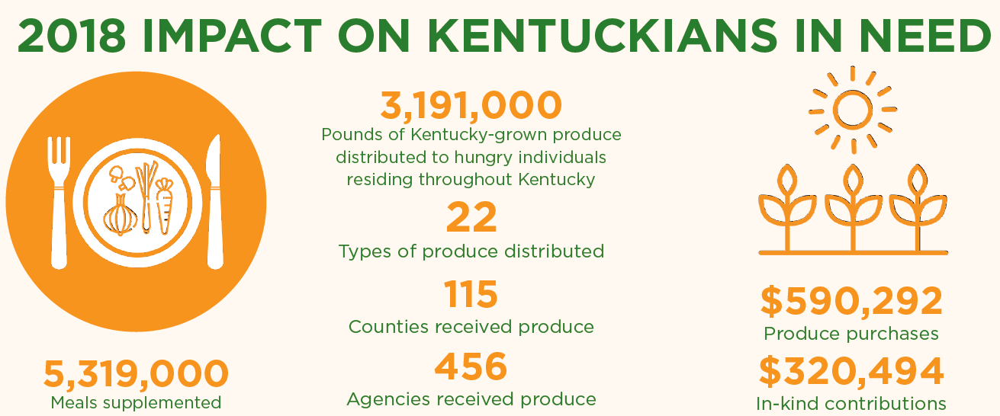 2018 IMPACT ON KENTUCKIANS IN NEED
5,319,000
Meals supplemented
3,191,000
Pounds of Kentucky-grown produce
distributed to hungry individuals
residing throughout Kentucky
22
Types of produce distributed
115
Counties received produce
456
Agencies received produce
$590,292
Produce purchases
$320,494
In-kind contributions